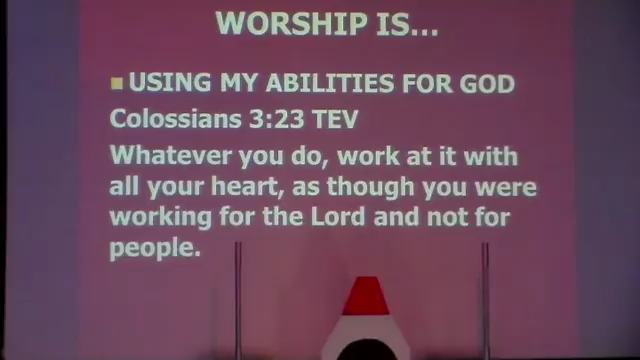 WORSHIP IS...
USING MY ABILITIES FOR GOD
Colossians 3:23 TEV
Whatever you do, work at it with
all your heart, as though you were
working for the Lord and not for
people.